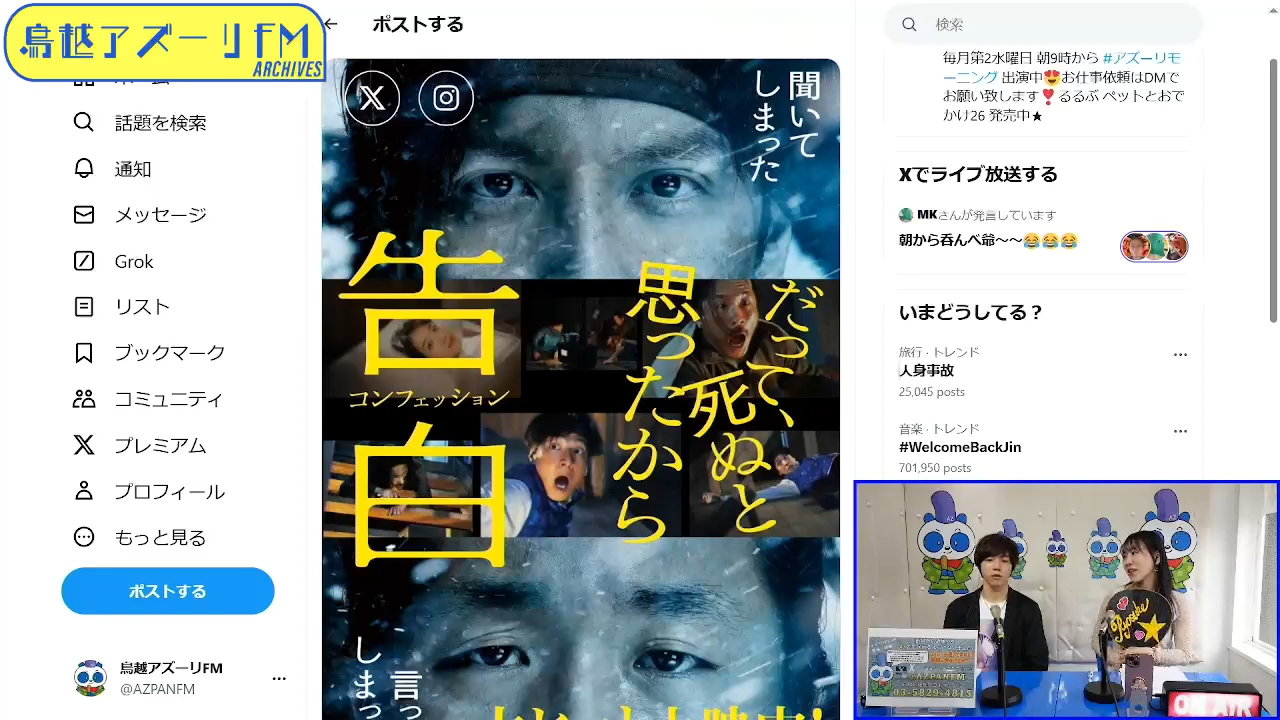 鳥越アズーリFM
ARCHIVES
話題を検索
通知
メッセージ
Grok
リスト
ブックマーク
コミュニティ
プレミアム
プロフィール
もっと見る
ポストする
鳥越アズーリFM
@AZPANFM
ポストする
聞いて
しまった
告白
コンフェッション
だって、
死ぬと
思ったから
言っ
しまっ
検索
毎月第2水曜日 朝9時から #アズーリモ
ーニング 出演中😍お仕事依頼はDMで
お願い致します❣️るるぶ ペットとおで
かけ26 発売中★
Xでライブ放送する
MKさんが発言しています
朝から呑んべ爺〜〜😂😂😂
いまどうしてる？
旅行 · トレンド
人身事故
25,045 posts
音楽 · トレンド
#WelcomeBackJin
701,950 posts
Ryosuke
@AZPANFM
03-5829-4813
ON AIR